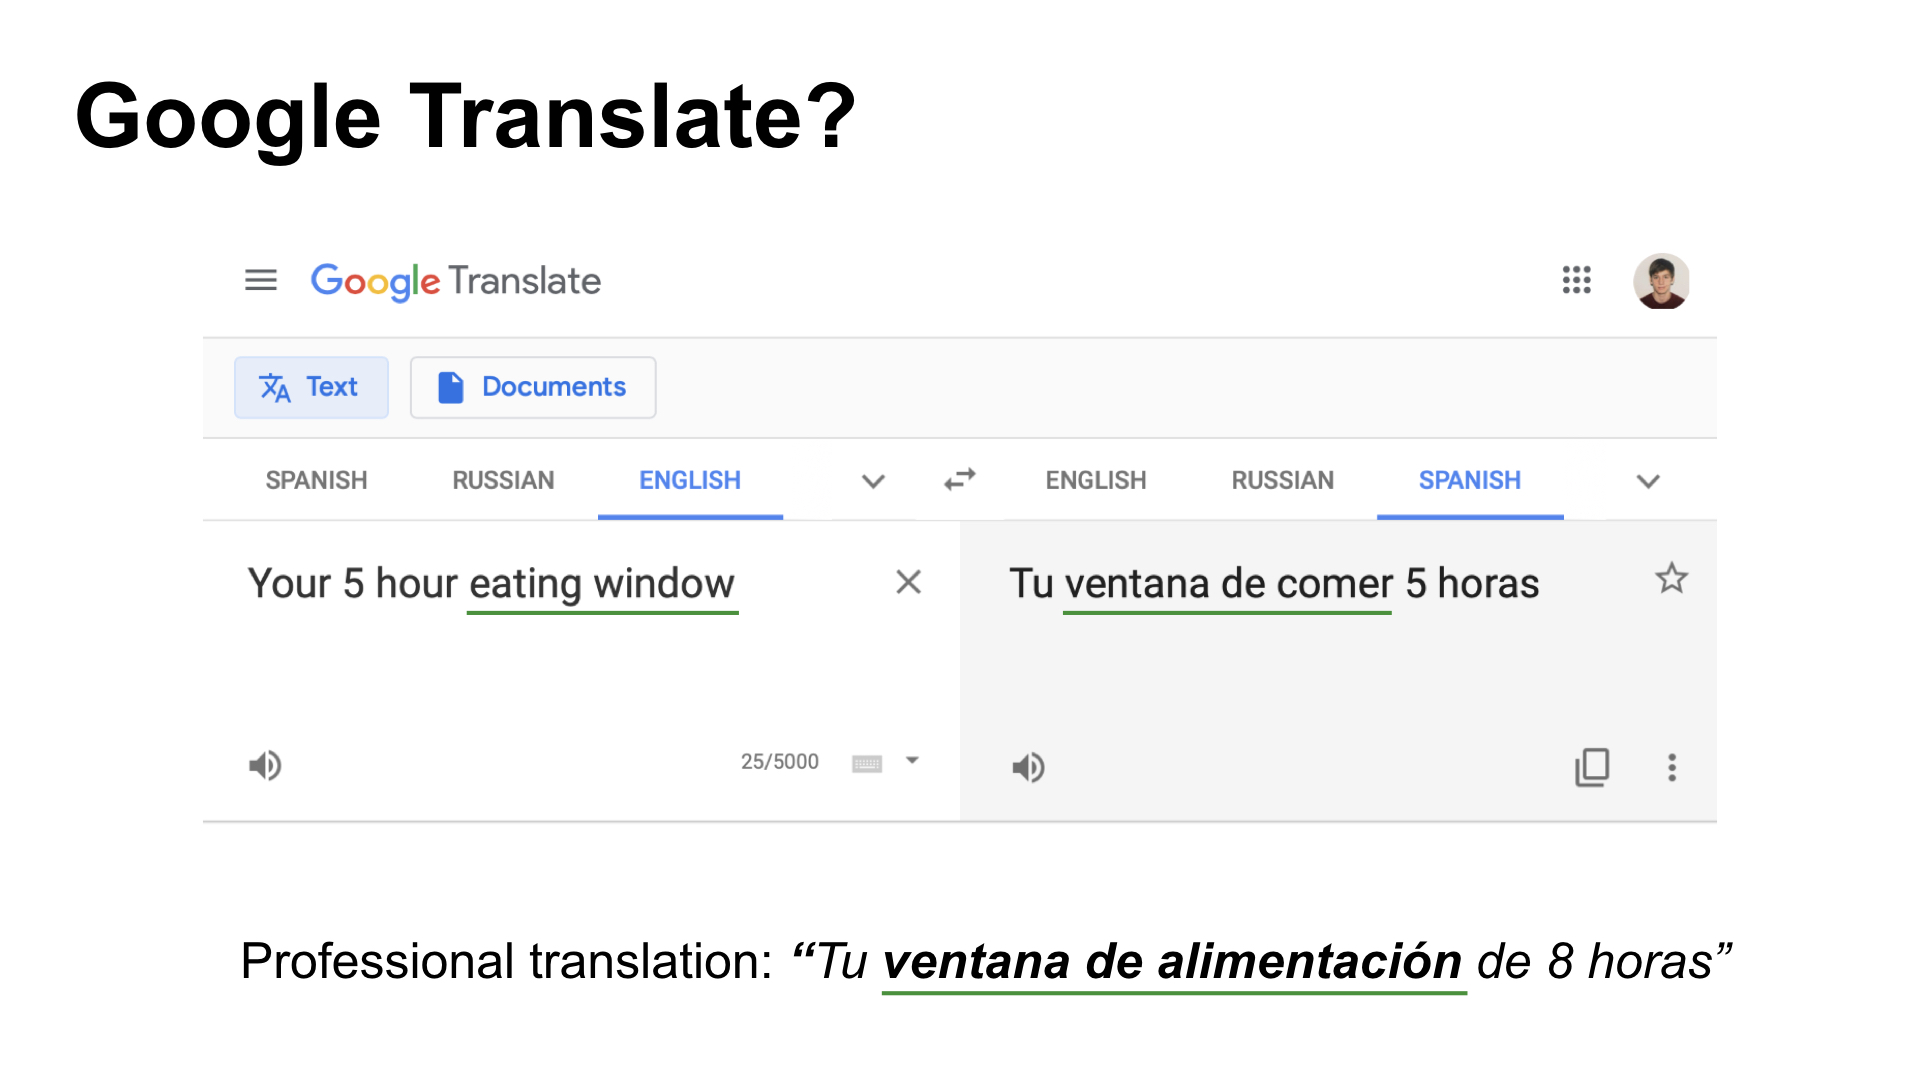 Google Translate?
Google Translate
Text Documents
SPANISH RUSSIAN ENGLISH ENGLISH RUSSIAN SPANISH
Your 5 hour eating window
Tu ventana de comer 5 horas
25/5000
Professional translation: “Tu ventana de alimentación de 8 horas”